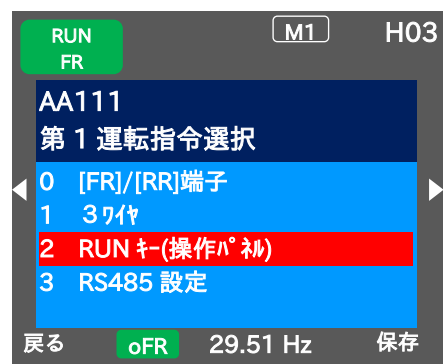 RUN
FR
M1
H03
AA111
第 1 運転指令選択
0 [FR]/[RR]端子
1 ３ﾜｲﾔ
2 RUN ｷｰ(操作ﾊﾟﾈﾙ)
3 RS485 設定
戻る oFR 29.51 Hz 保存